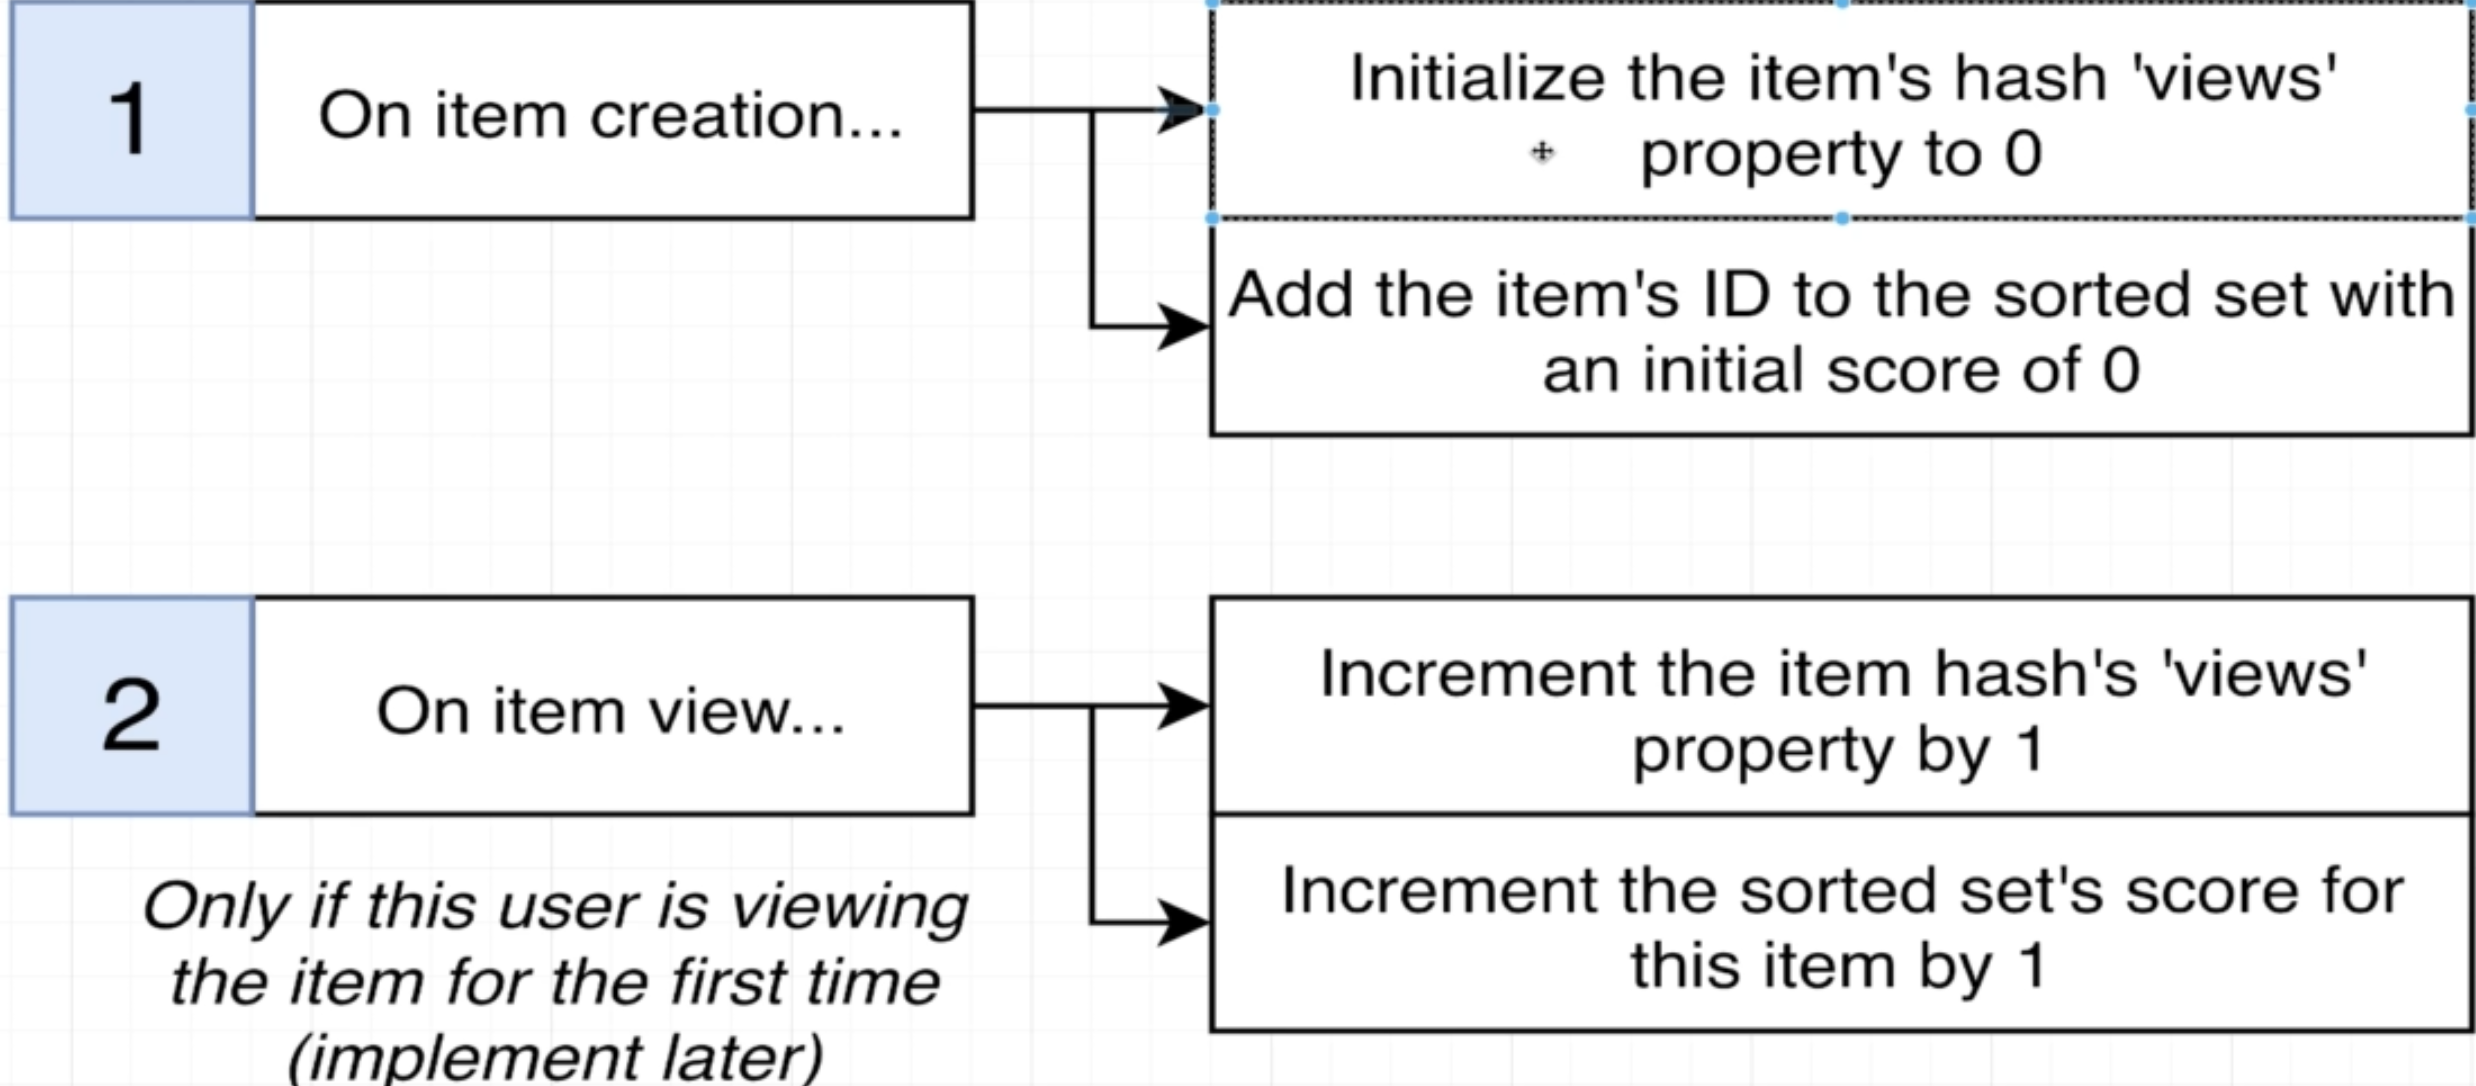 1
On item creation...
Initialize the item's hash 'views'
property to 0
Add the item's ID to the sorted set with
an initial score of 0
2
On item view...
Increment the item hash's 'views'
property by 1
Increment the sorted set's score for
this item by 1
Only if this user is viewing
the item for the first time
(implement later)